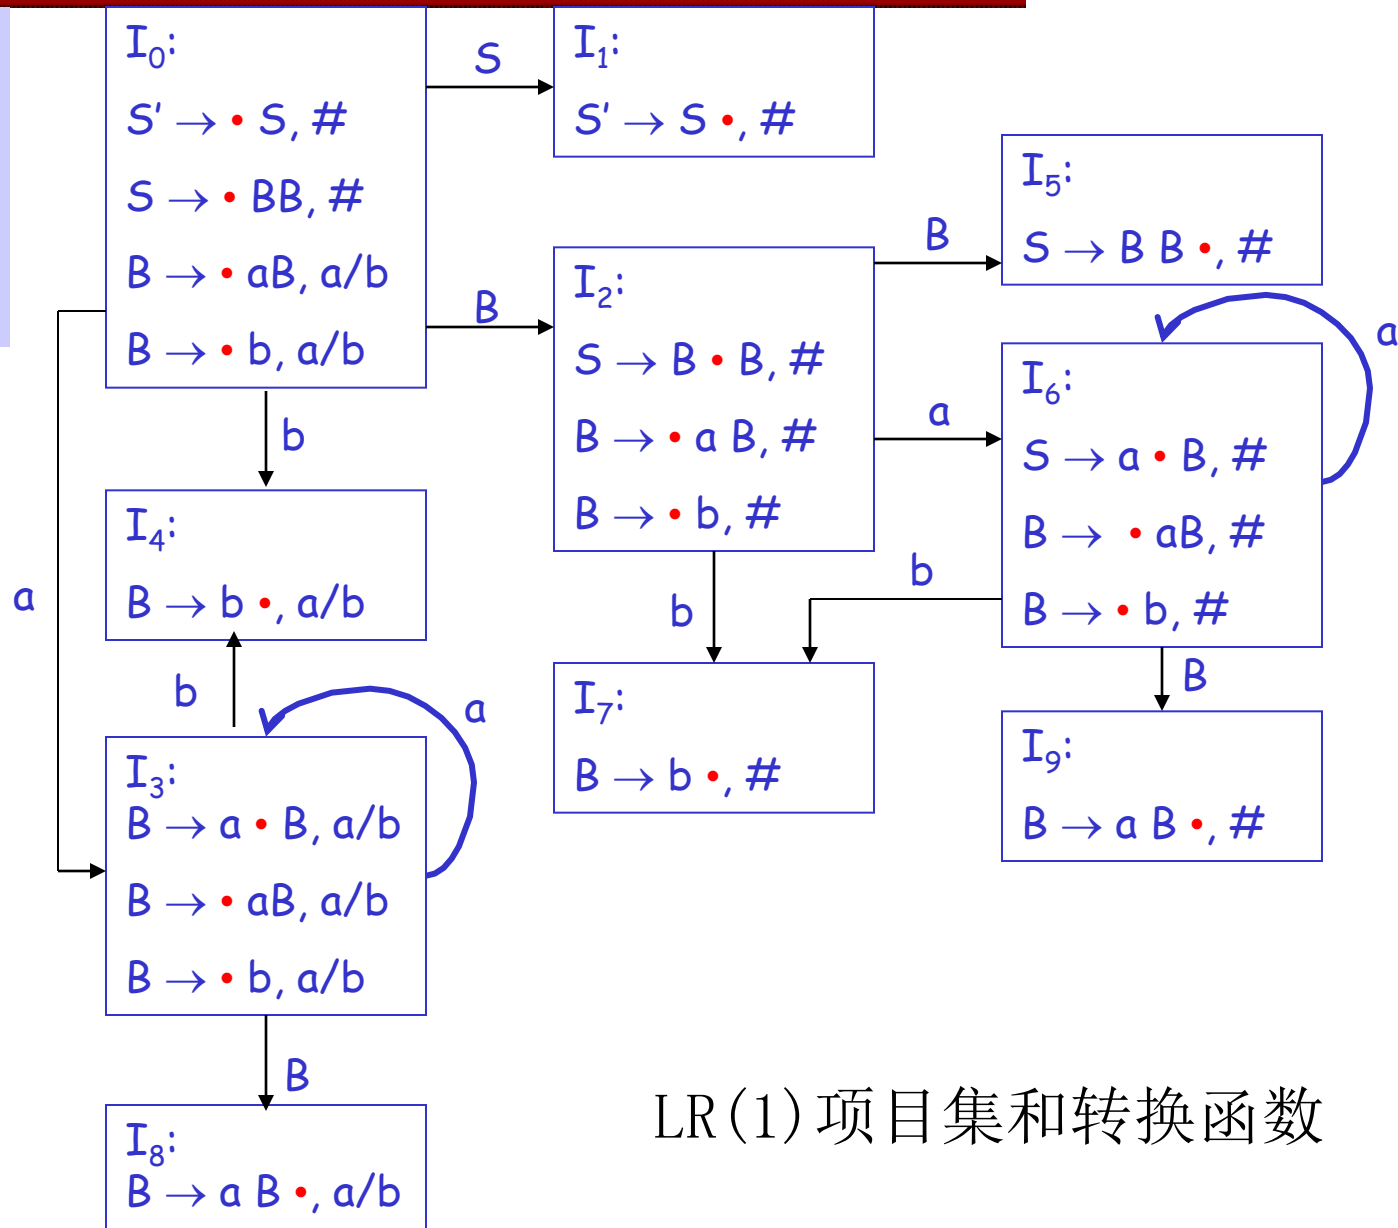 I0:
S' → • S, #
S → • BB, #
B → • aB, a/b
B → • b, a/b
S
I1:
S' → S •, #
B
I2:
S → B • B, #
B → • a B, #
B → • b, #
B
I5:
S → B B •, #
a
I6:
S → a • B, #
B → • aB, #
B → • b, #
a
b
I4:
B → b •, a/b
a
b
I3:
B → a • B, a/b
B → • aB, a/b
B → • b, a/b
a
b
b
I7:
B → b •, #
B
I9:
B → a B •, #
B
I8:
B → a B •, a/b
LR(1)项目集和转换函数